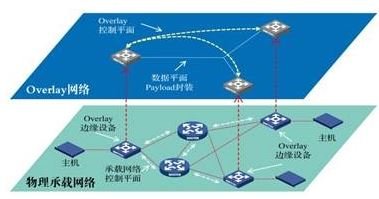 Overlay
控制平面
数据平面
Payload封装
Overlay网络
Overlay
边缘设备
主机
主机
Overlay
边缘设备
承载网络
控制平面
物理承载网络